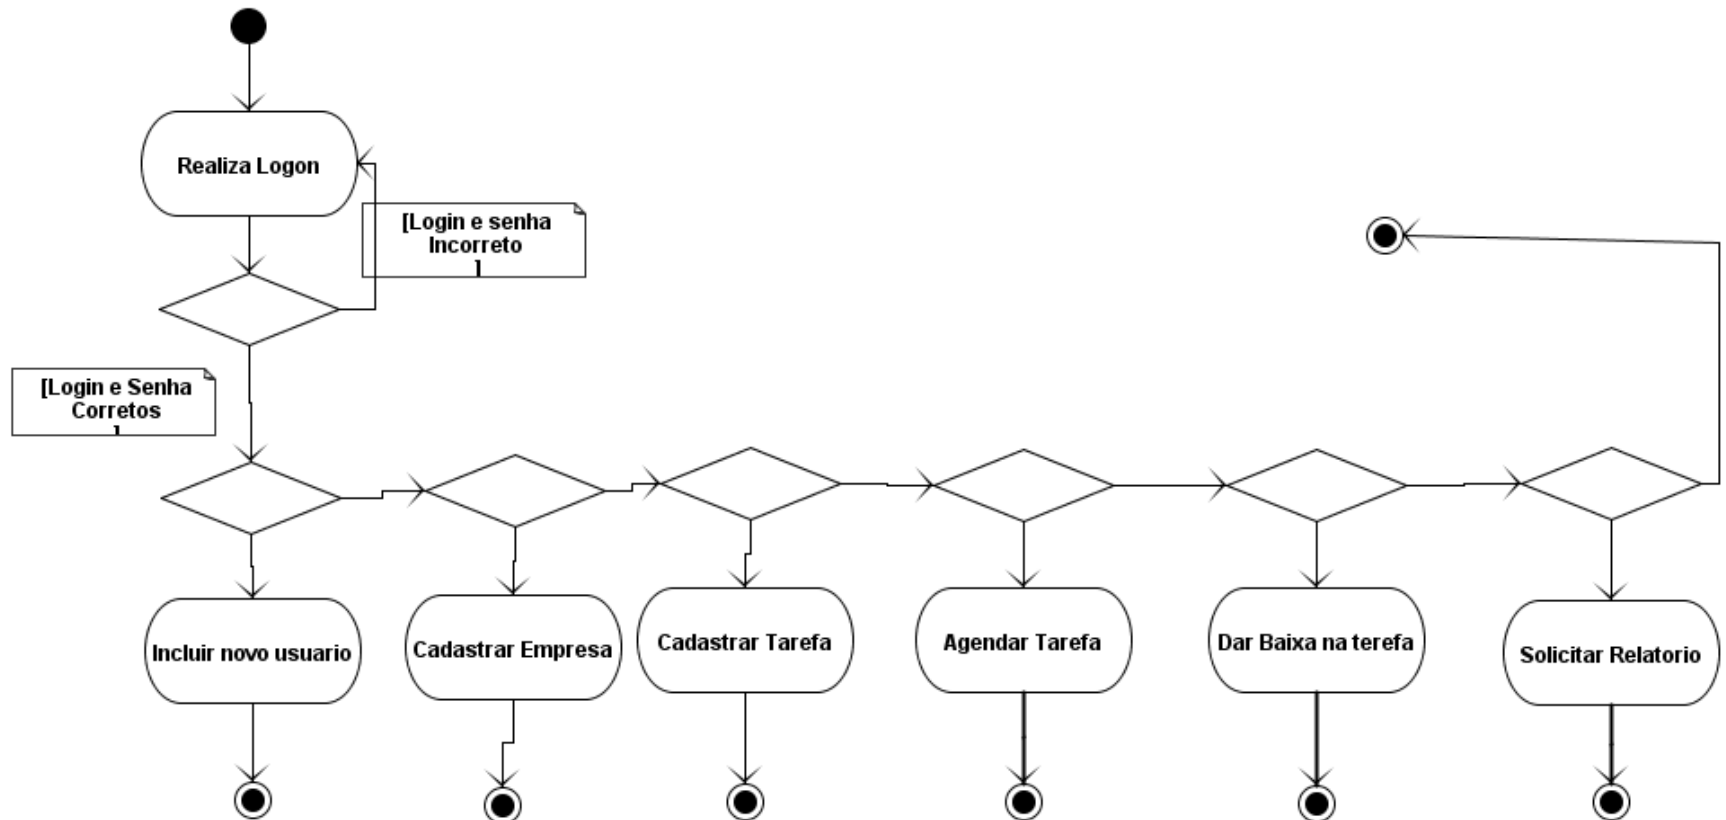 Realiza Logon
[Login e senha
Incorreto
]
[Login e Senha
Corretos
]
Incluir novo usuario
Cadastrar Empresa
Cadastrar Tarefa
Agendar Tarefa
Dar Baixa na terefa
Solicitar Relatorio